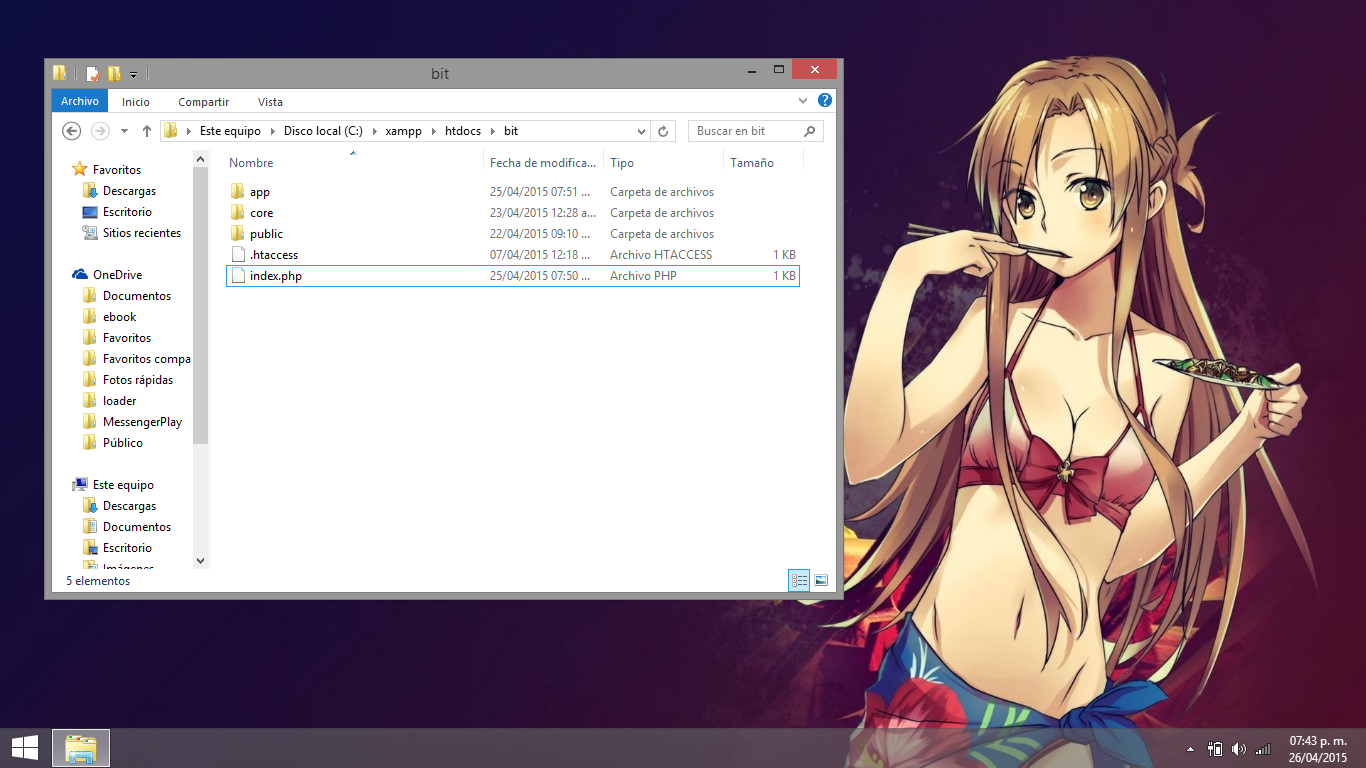 bit
Archivo Inicio Compartir Vista
Este equipo Disco local (C:) xampp htdocs bit Buscar en bit
Nombre Fecha de modifica... Tipo Tamaño
app 25/04/2015 07:51 ... Carpeta de archivos
core 23/04/2015 12:28 a... Carpeta de archivos
public 22/04/2015 09:10 ... Carpeta de archivos
.htaccess 07/04/2015 12:18 ... Archivo HTACCESS 1 KB
index.php 25/04/2015 07:50 ... Archivo PHP 1 KB
Favoritos
Descargas
Escritorio
Sitios recientes
OneDrive
Documentos
ebook
Favoritos
Favoritos compa
Fotos rápidas
loader
MessengerPlay
Público
Este equipo
Descargas
Documentos
Escritorio
Imágenes
5 elementos
07:43 p. m.
26/04/2015